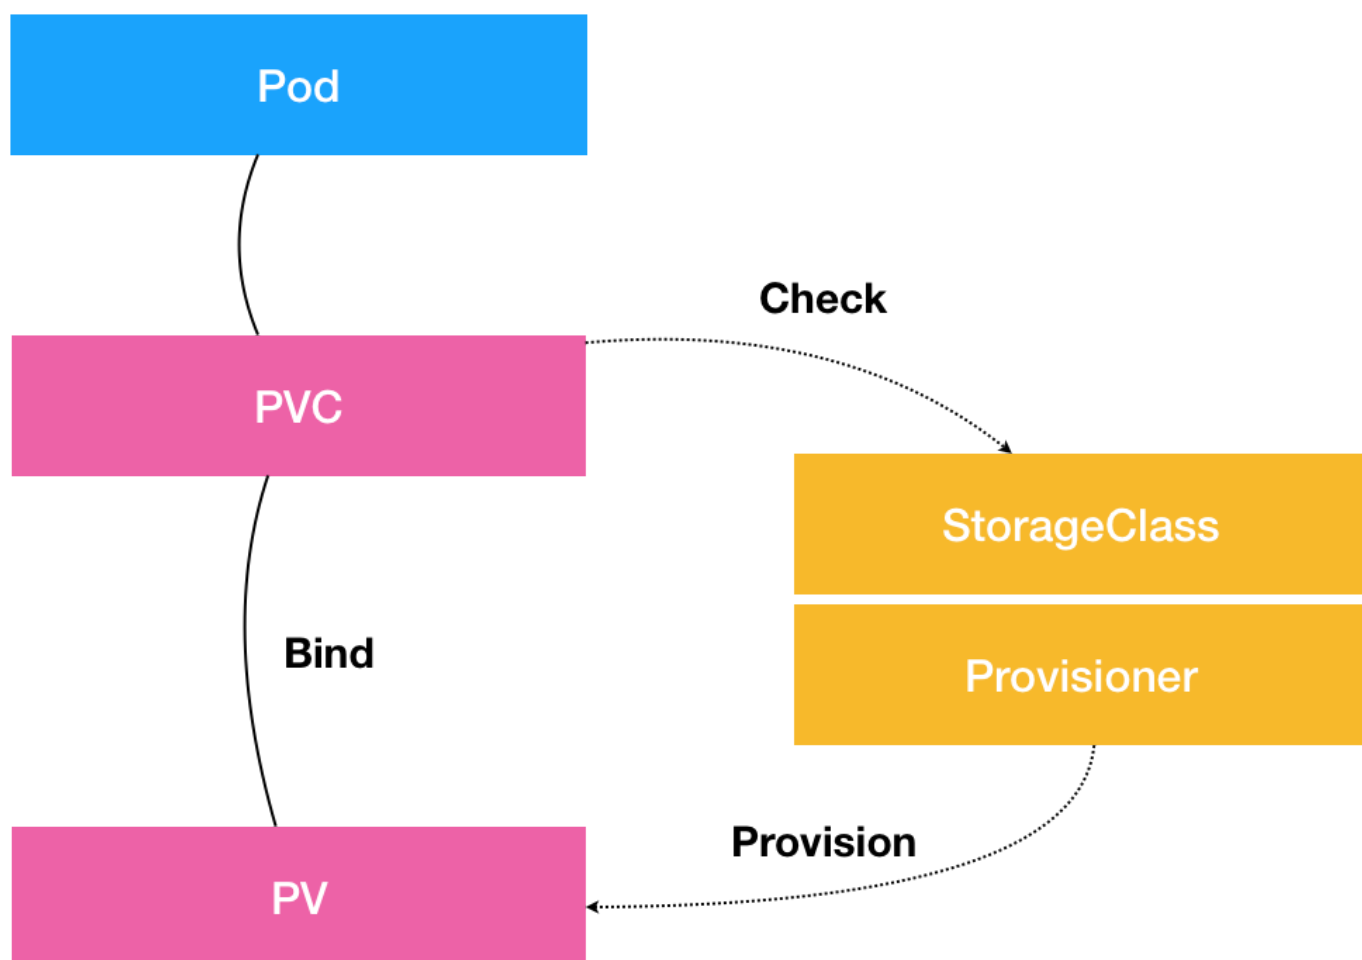 Pod
Check
PVC
StorageClass
Bind
Provisioner
Provision
PV